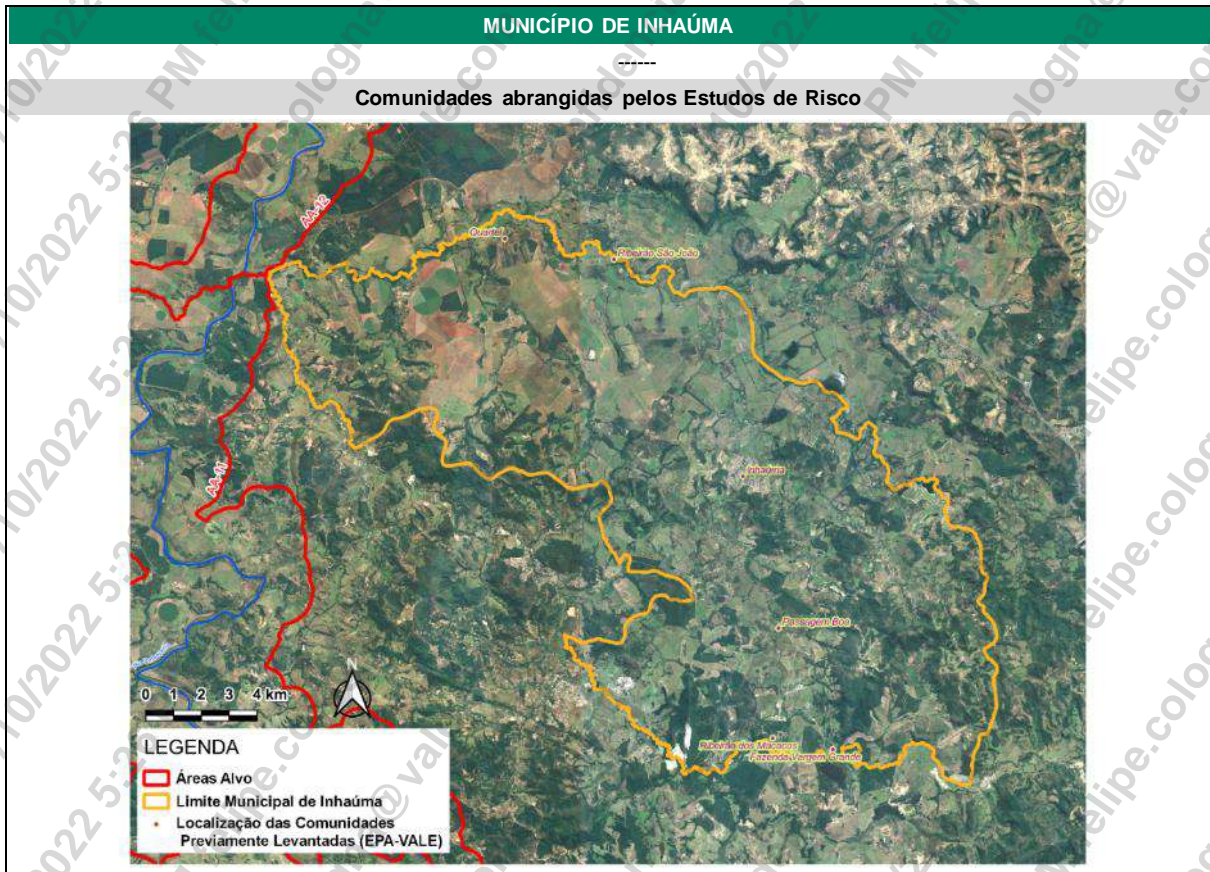 MUNICÍPIO DE INHAÚMA
------
Comunidades abrangidas pelos Estudos de Risco
AA-12
Quartel
Ribeirão São João
AA-11
Inhaúma
Passagem Boa
Ribeirão dos Macacos
Fazenda Vargem Grande
N
0 1 2 3 4 km
LEGENDA
Áreas Alvo
Limite Municipal de Inhaúma
Localização das Comunidades
Previamente Levantadas (EPA-VALE)